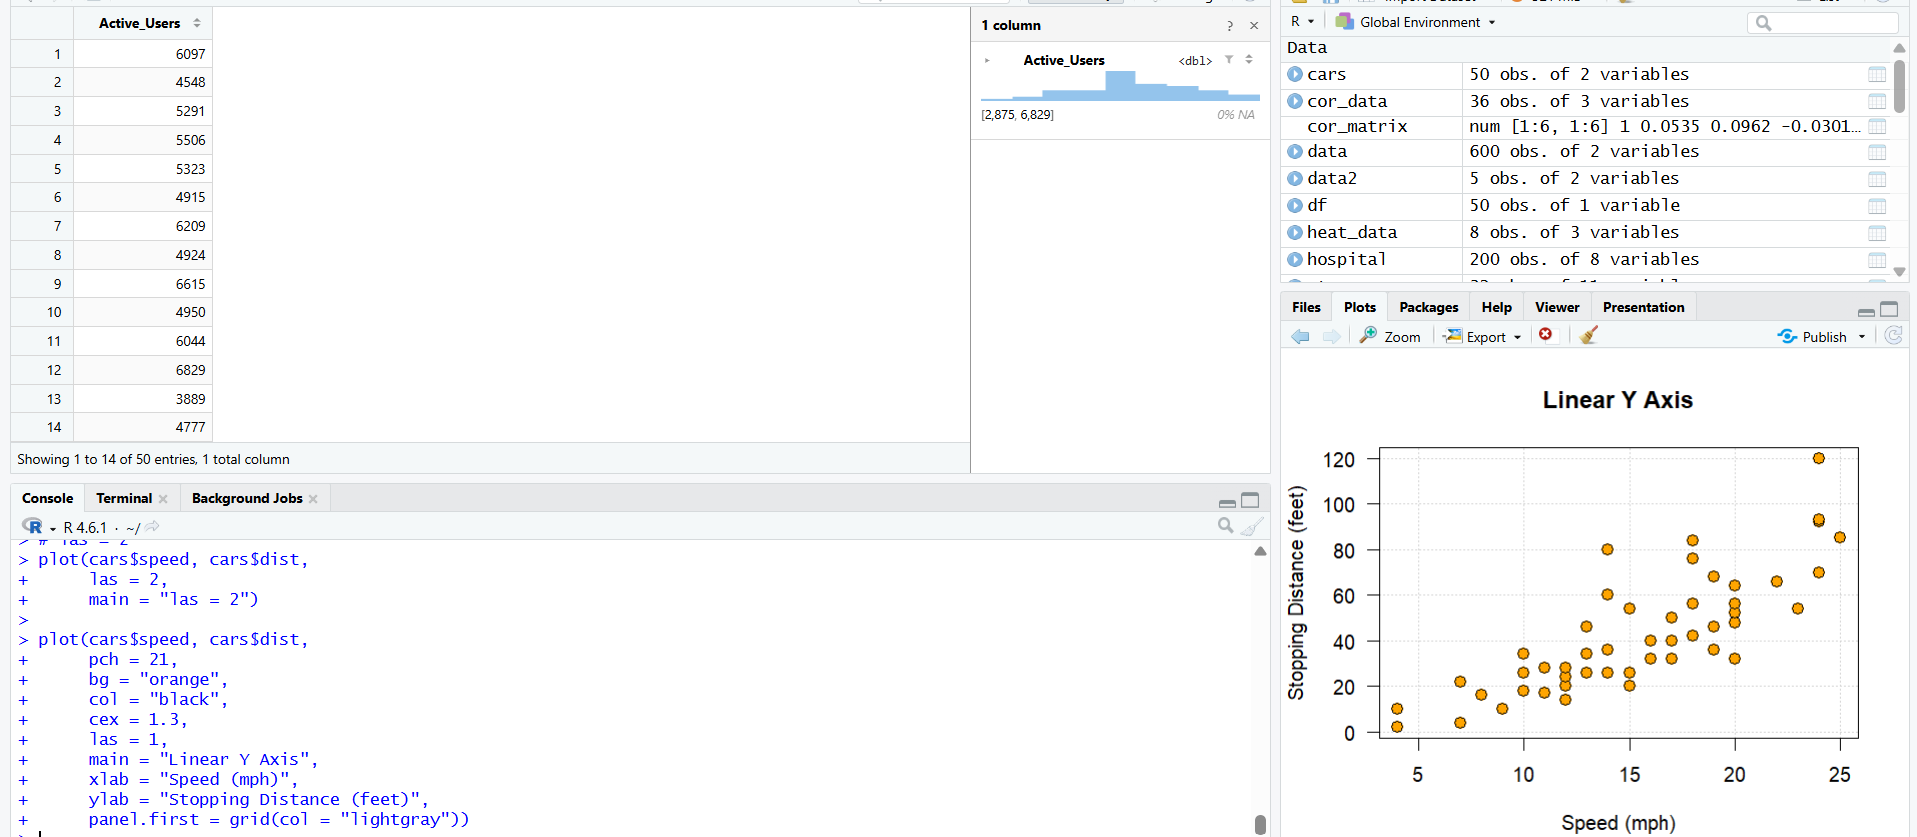 Active_Users
1 6097
2 4548
3 5291
4 5506
5 5323
6 4915
7 6209
8 4924
9 6615
10 4950
11 6044
12 6829
13 3889
14 4777
Showing 1 to 14 of 50 entries, 1 total column
1 column
? ×
Active_Users <dbl>
[2,875, 6,829] 0% NA
Console Terminal × Background Jobs ×
R R 4.6.1 · ~/
> # las = 2
> plot(cars$speed, cars$dist,
+ las = 2,
+ main = "las = 2")
>
> plot(cars$speed, cars$dist,
+ pch = 21,
+ bg = "orange",
+ col = "black",
+ cex = 1.3,
+ las = 1,
+ main = "Linear Y Axis",
+ xlab = "Speed (mph)",
+ ylab = "Stopping Distance (feet)",
+ panel.first = grid(col = "lightgray"))
>
R Global Environment
Data
cars 50 obs. of 2 variables
cor_data 36 obs. of 3 variables
cor_matrix num [1:6, 1:6] 1 0.0535 0.0962 -0.0301…
data 600 obs. of 2 variables
data2 5 obs. of 2 variables
df 50 obs. of 1 variable
heat_data 8 obs. of 3 variables
hospital 200 obs. of 8 variables
Files Plots Packages Help Viewer Presentation
Zoom Export Publish
Linear Y Axis
Stopping Distance (feet)
120
100
80
60
40
20
0
5 10 15 20 25
Speed (mph)